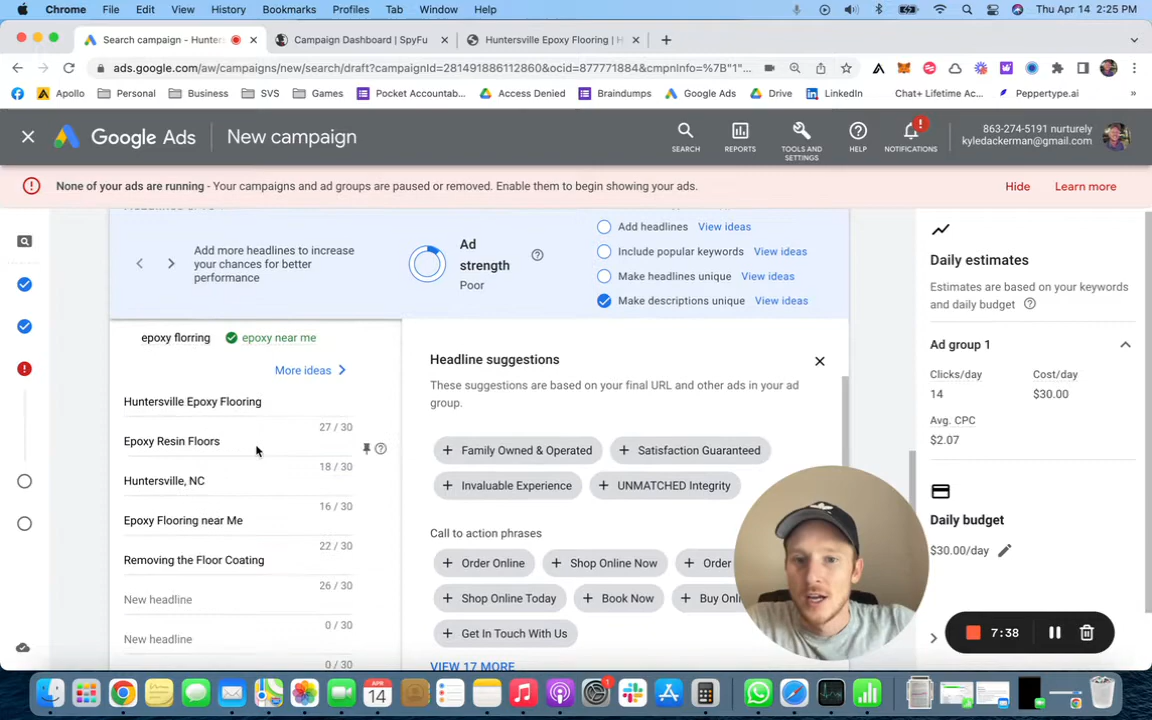 Chrome File Edit View History Bookmarks Profiles Tab Window Help Thu Apr 14 2:25 PM
Search campaign - Hunters Campaign Dashboard | SpyFu Huntersville Epoxy Flooring | H
ads.google.com/aw/campaigns/new/search/draft?campaignId=281491886112860&ocid=877771884&cmpnInfo=%7B"1"...
Apollo Personal Business SVS Games Pocket Accounta... Access Denied Braindumps Google Ads Drive LinkedIn Chat+ Lifetime Ac... Peppertype.ai »
Google Ads New campaign
SEARCH REPORTS TOOLS AND SETTINGS HELP NOTIFICATIONS
863-274-5191 nurturely
kyledackerman@gmail.com
None of your ads are running - Your campaigns and ad groups are paused or removed. Enable them to begin showing your ads. Hide Learn more
Add more headlines to increase
your chances for better
performance
Ad
strength
Poor
Add headlines View ideas
Include popular keywords View ideas
Make headlines unique View ideas
Make descriptions unique View ideas
epoxy florring epoxy near me
More ideas
Huntersville Epoxy Flooring
27 / 30
Epoxy Resin Floors
18 / 30
Huntersville, NC
16 / 30
Epoxy Flooring near Me
22 / 30
Removing the Floor Coating
26 / 30
New headline
0 / 30
New headline
0 / 30
Headline suggestions
These suggestions are based on your final URL and other ads in your ad
group.
+ Family Owned & Operated + Satisfaction Guaranteed
+ Invaluable Experience + UNMATCHED Integrity
Call to action phrases
+ Order Online + Shop Online Now + Order
+ Shop Online Today + Book Now + Buy Onli
+ Get In Touch With Us
VIEW 17 MORE
Daily estimates
Estimates are based on your keywords
and daily budget
Ad group 1
Clicks/day Cost/day
14 $30.00
Avg. CPC
$2.07
Daily budget
$30.00/day
7:38
APR
14
1